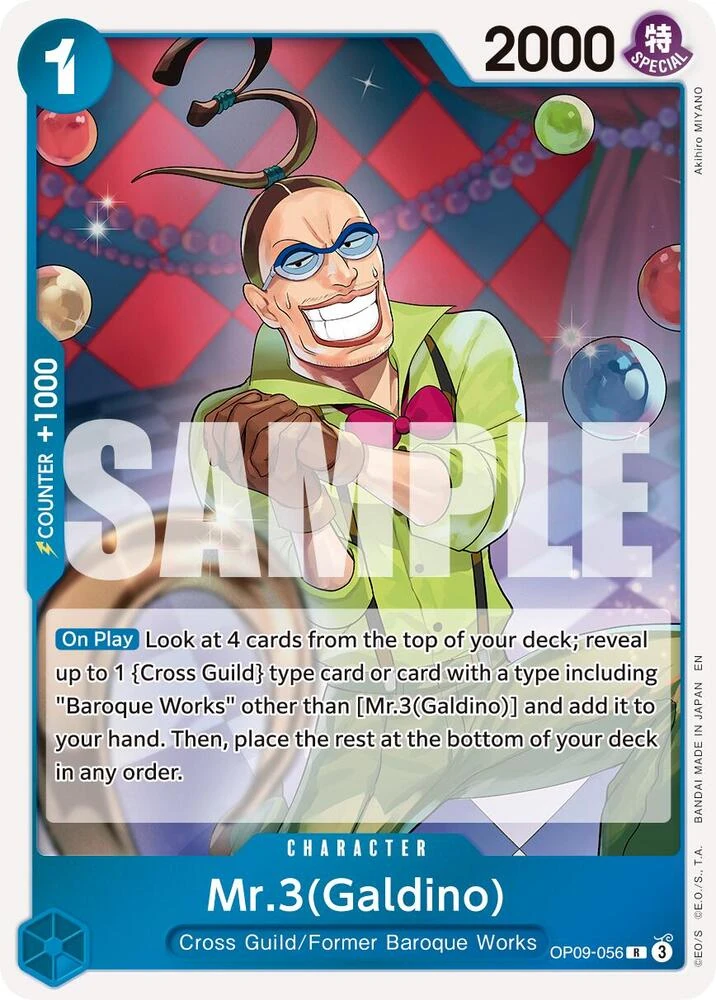 1
2000
特
SPECIAL
Akihiro MIYANO
COUNTER +1000
SAMPLE
On Play Look at 4 cards from the top of your deck; reveal
up to 1 {Cross Guild} type card or card with a type including
"Baroque Works" other than [Mr.3(Galdino)] and add it to
your hand. Then, place the rest at the bottom of your deck
in any order.
CHARACTER
Mr.3(Galdino)
Cross Guild/Former Baroque Works
OP09-056 R 3
©EO/S ©E.O./S., T.A. BANDAI MADE IN JAPAN EN